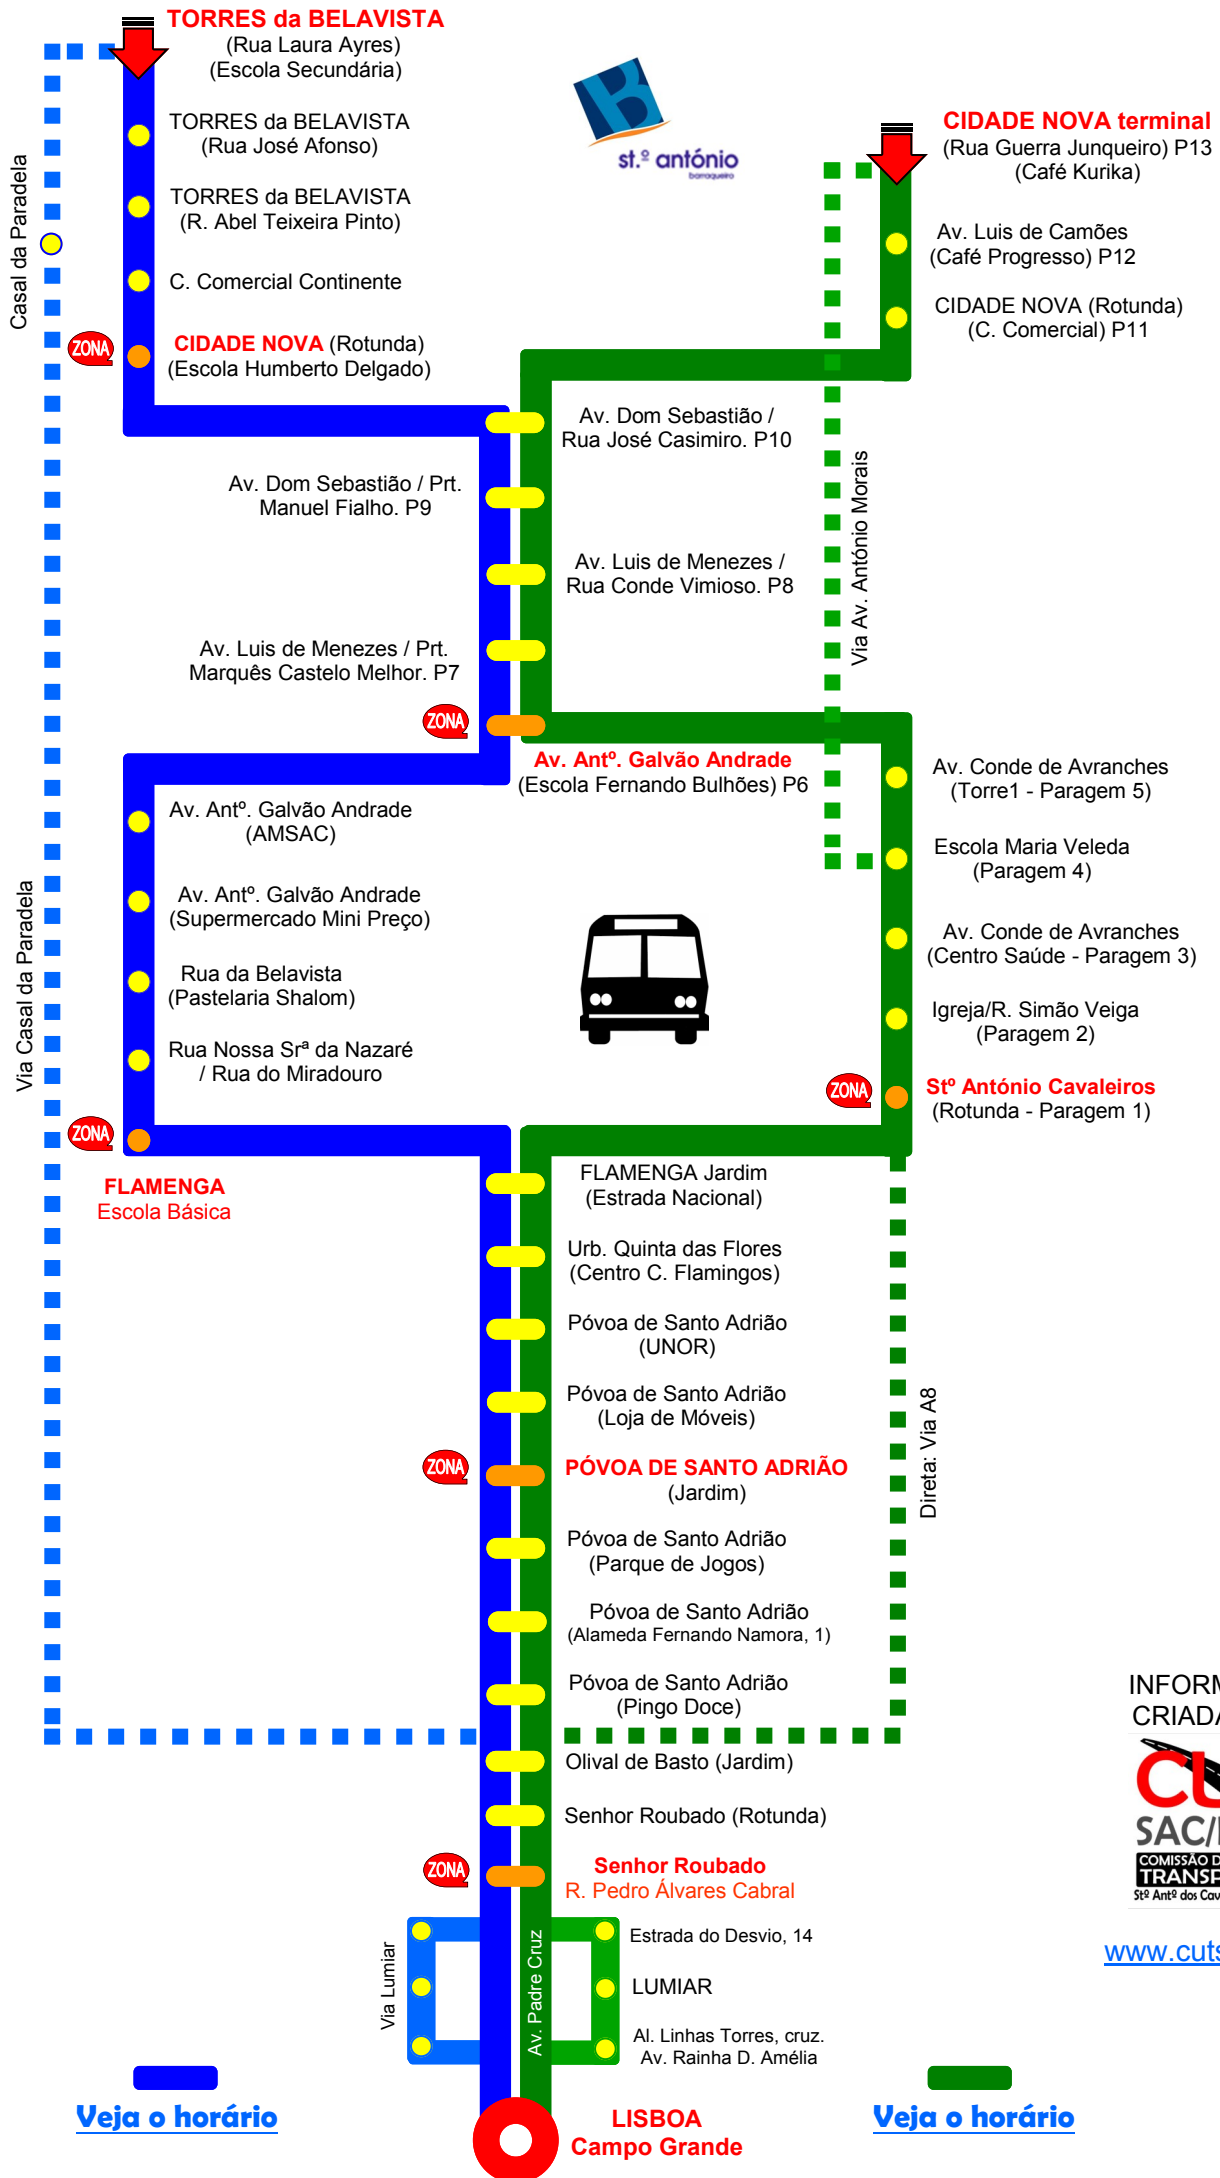 TORRES da BELAVISTA
(Rua Laura Ayres)
(Escola Secundária)
TORRES da BELAVISTA
(Rua José Afonso)
TORRES da BELAVISTA
(R. Abel Teixeira Pinto)
C. Comercial Continente
ZONA
CIDADE NOVA (Rotunda)
(Escola Humberto Delgado)
Casal da Paradela
B
st.º antónio
barraqueiro
CIDADE NOVA terminal
(Rua Guerra Junqueiro) P13
(Café Kurika)
Av. Luis de Camões
(Café Progresso) P12
CIDADE NOVA (Rotunda)
(C. Comercial) P11
Av. Dom Sebastião /
Rua José Casimiro. P10
Av. Dom Sebastião / Prt.
Manuel Fialho. P9
Av. Luis de Menezes /
Rua Conde Vimioso. P8
Via Av. António Morais
Av. Luis de Menezes / Prt.
Marquês Castelo Melhor. P7
ZONA
Av. Antº. Galvão Andrade
(Escola Fernando Bulhões) P6
Av. Antº. Galvão Andrade
(AMSAC)
Av. Antº. Galvão Andrade
(Supermercado Mini Preço)
Rua da Belavista
(Pastelaria Shalom)
Rua Nossa Srª da Nazaré
/ Rua do Miradouro
Via Casal da Paradela
ZONA
FLAMENGA
Escola Básica
Av. Conde de Avranches
(Torre1 - Paragem 5)
Escola Maria Veleda
(Paragem 4)
Av. Conde de Avranches
(Centro Saúde - Paragem 3)
Igreja/R. Simão Veiga
(Paragem 2)
ZONA
Stº António Cavaleiros
(Rotunda - Paragem 1)
FLAMENGA Jardim
(Estrada Nacional)
Urb. Quinta das Flores
(Centro C. Flamingos)
Póvoa de Santo Adrião
(UNOR)
Póvoa de Santo Adrião
(Loja de Móveis)
ZONA
PÓVOA DE SANTO ADRIÃO
(Jardim)
Direta: Via A8
Póvoa de Santo Adrião
(Parque de Jogos)
Póvoa de Santo Adrião
(Alameda Fernando Namora, 1)
Póvoa de Santo Adrião
(Pingo Doce)
Olival de Basto (Jardim)
Senhor Roubado (Rotunda)
ZONA
Senhor Roubado
R. Pedro Álvares Cabral
Via Lumiar
Av. Padre Cruz
Estrada do Desvio, 14
LUMIAR
Al. Linhas Torres, cruz.
Av. Rainha D. Amélia
LISBOA
Campo Grande
Veja o horário
Veja o horário
SAC/
COMISSÃO
Stº Antº dos